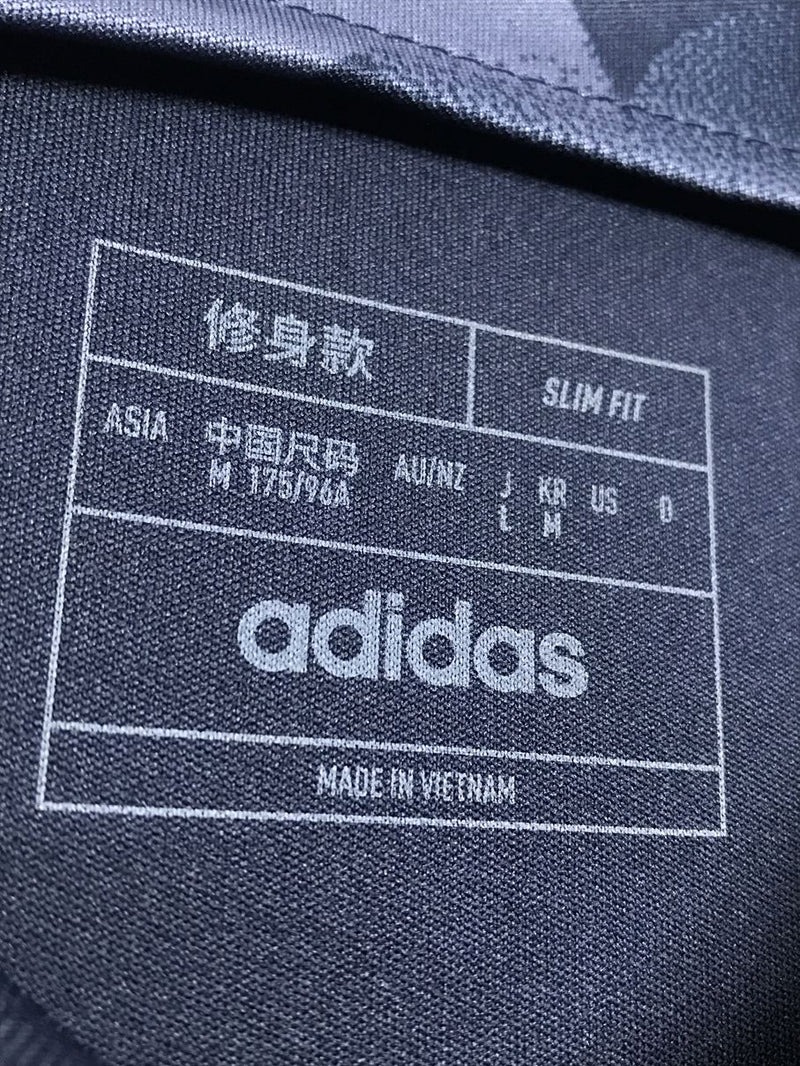 修身款 SLIM FIT
ASIA 中国尺码 AU/NZ J KR US D
M 175/96A L M
adidas
MADE IN VIETNAM